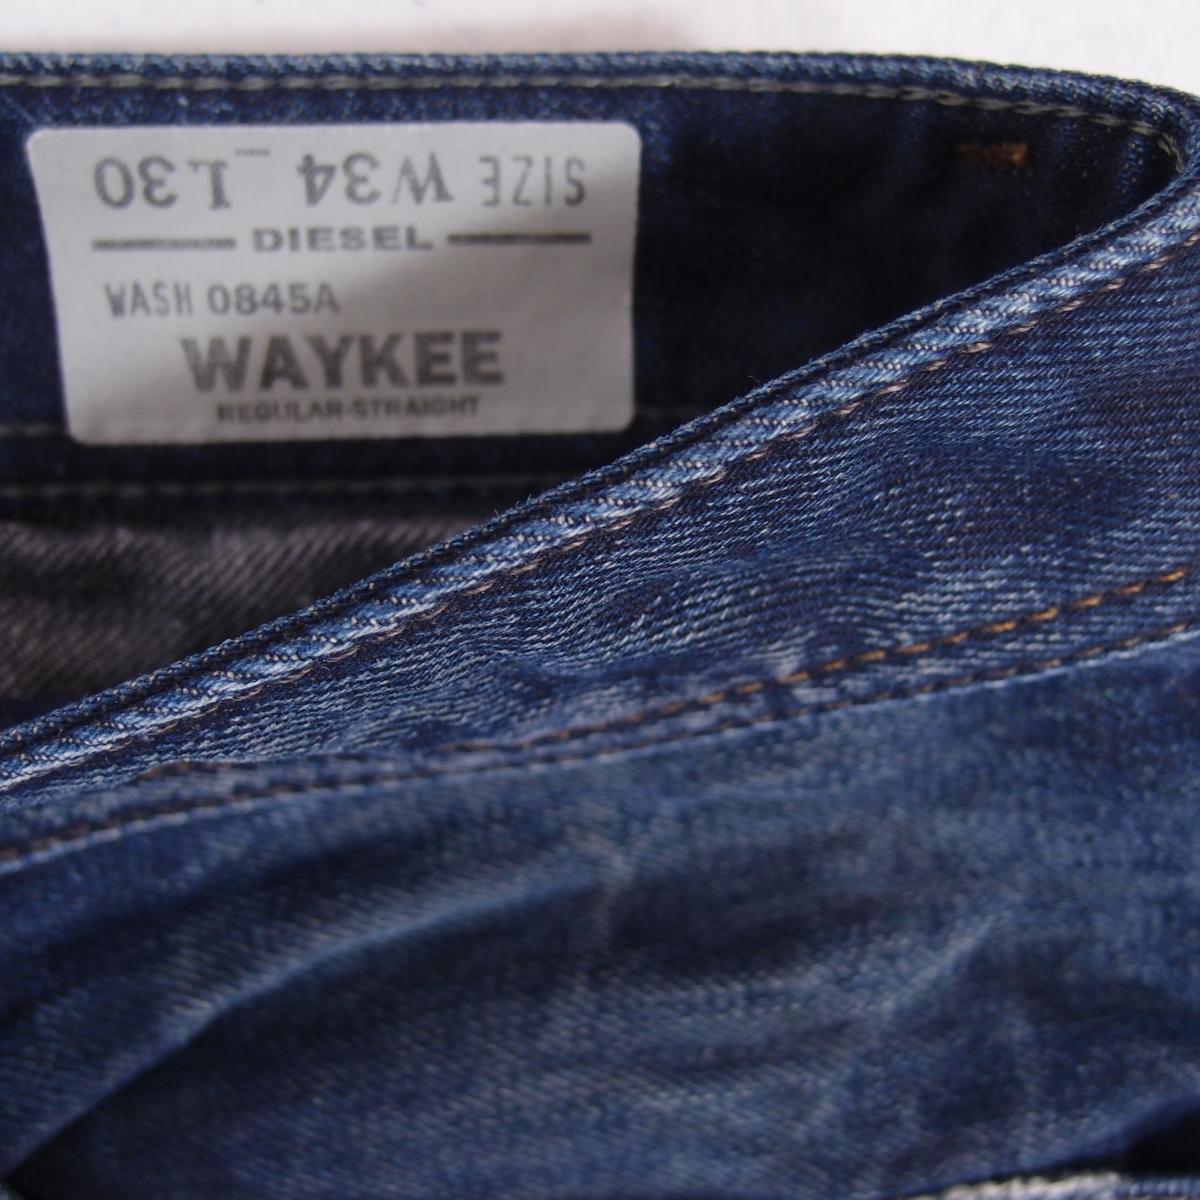 SIZE W34 L30
DIESEL
WASH 0845A
WAYKEE
REGULAR-STRAIGHT